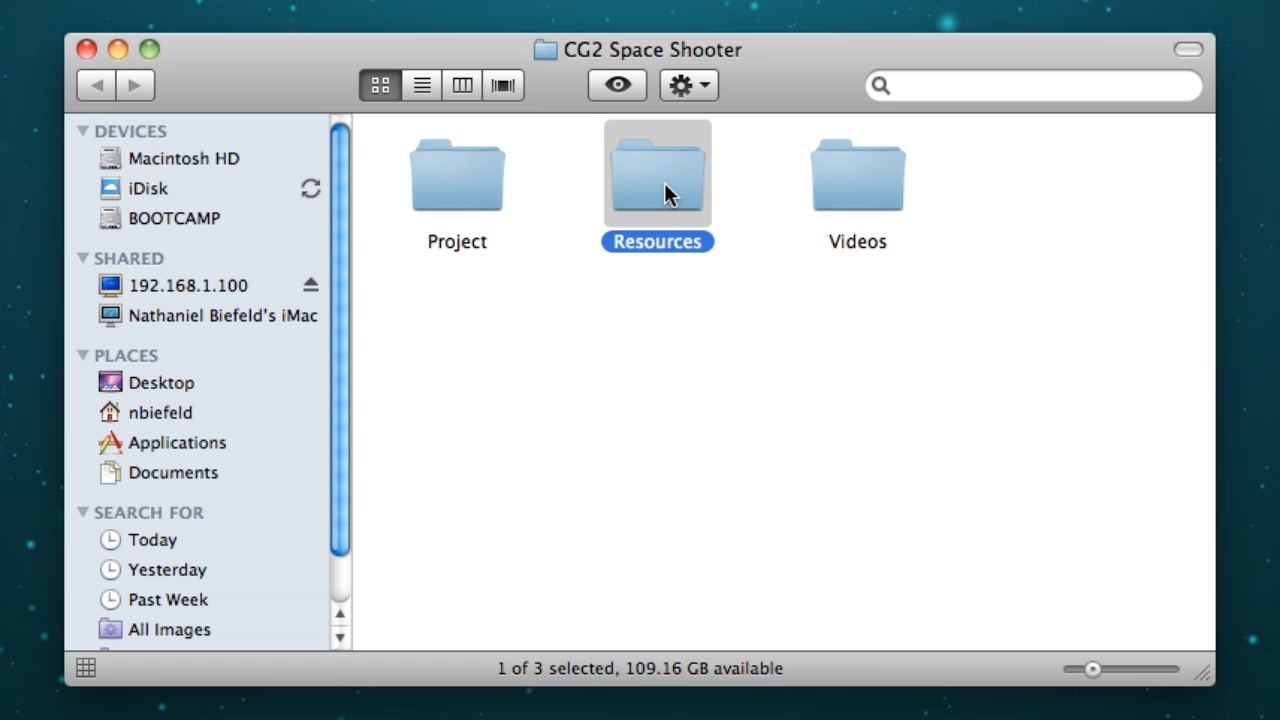 CG2 Space Shooter
DEVICES
Macintosh HD
iDisk
BOOTCAMP
SHARED
192.168.1.100
Nathaniel Biefeld's iMac
PLACES
Desktop
nbiefeld
Applications
Documents
SEARCH FOR
Today
Yesterday
Past Week
All Images
Project
Resources
Videos
1 of 3 selected, 109.16 GB available